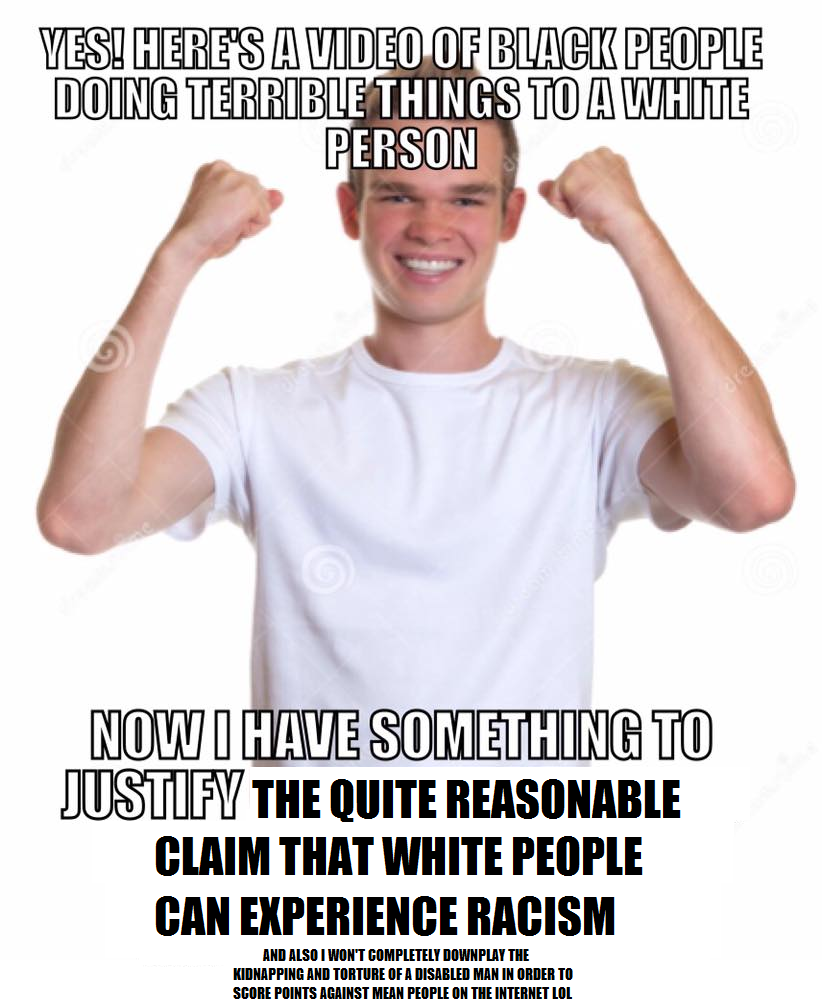 YES! HERE'S A VIDEO OF BLACK PEOPLE
DOING TERRIBLE THINGS TO A WHITE
PERSON
NOW I HAVE SOMETHING TO
JUSTIFY THE QUITE REASONABLE
CLAIM THAT WHITE PEOPLE
CAN EXPERIENCE RACISM
AND ALSO I WON'T COMPLETELY DOWNPLAY THE
KIDNAPPING AND TORTURE OF A DISABLED MAN IN ORDER TO
SCORE POINTS AGAINST MEAN PEOPLE ON THE INTERNET LOL